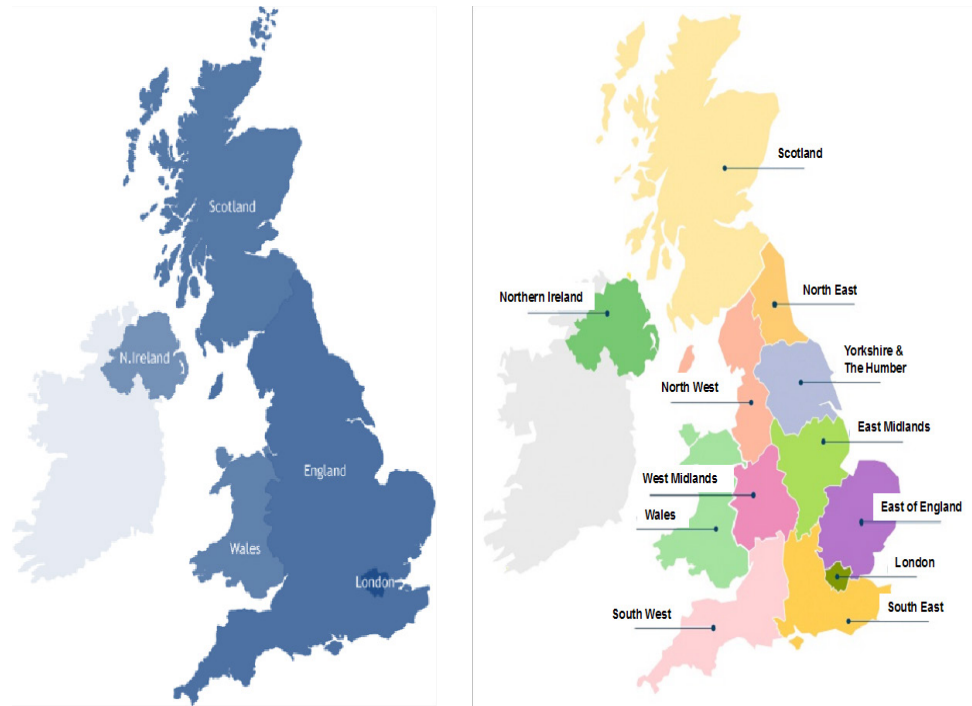 Scotland
N.Ireland
England
Wales
London
Scotland
Northern Ireland
North East
Yorkshire &
The Humber
North West
East Midlands
West Midlands
East of England
Wales
London
South West
South East